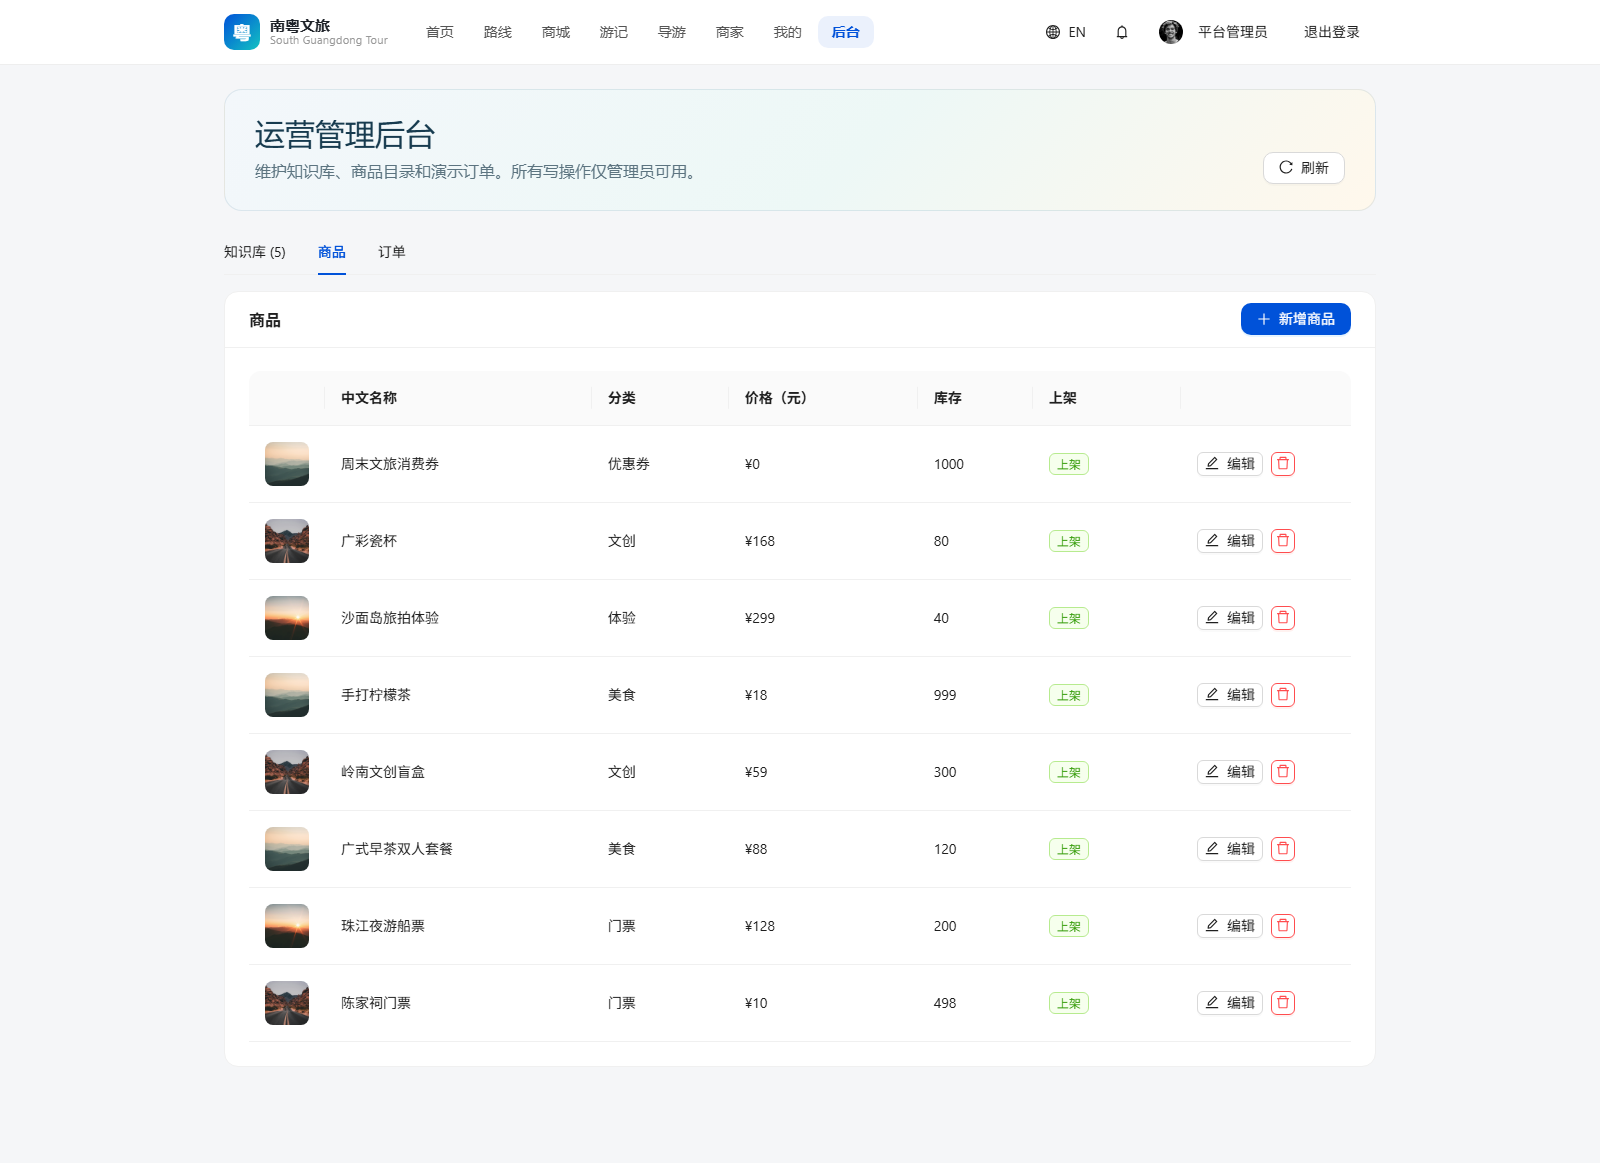 粤 南粤文旅
South Guangdong Tour
首页 路线 商城 游记 导游 商家 我的 后台 EN 平台管理员 退出登录
运营管理后台
维护知识库、商品目录和演示订单。所有写操作仅管理员可用。
刷新
知识库 (5) 商品 订单
商品 新增商品
中文名称 分类 价格（元） 库存 上架
周末文旅消费券 优惠券 ¥0 1000 上架 编辑
广彩瓷杯 文创 ¥168 80 上架 编辑
沙面岛旅拍体验 体验 ¥299 40 上架 编辑
手打柠檬茶 美食 ¥18 999 上架 编辑
岭南文创盲盒 文创 ¥59 300 上架 编辑
广式早茶双人套餐 美食 ¥88 120 上架 编辑
珠江夜游船票 门票 ¥128 200 上架 编辑
陈家祠门票 门票 ¥10 498 上架 编辑